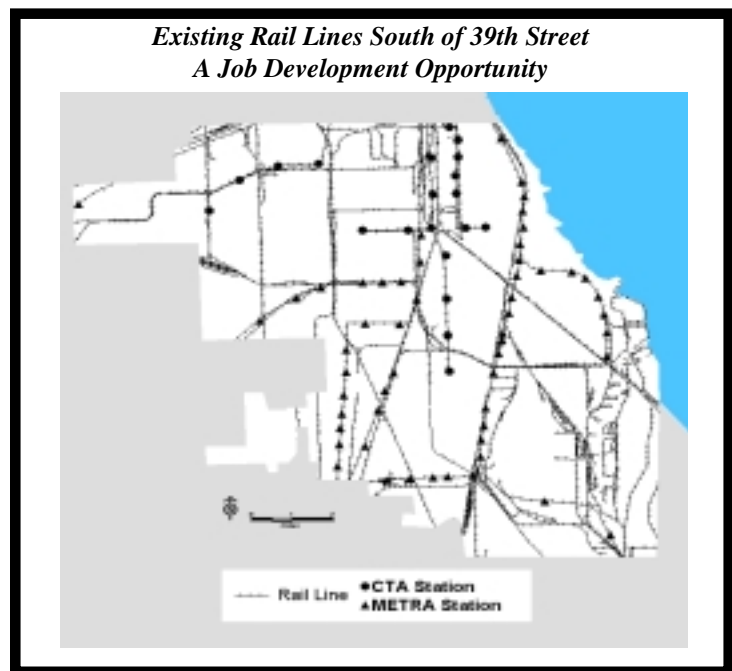 Existing Rail Lines South of 39th Street
A Job Development Opportunity
Rail Line
CTA Station
METRA Station